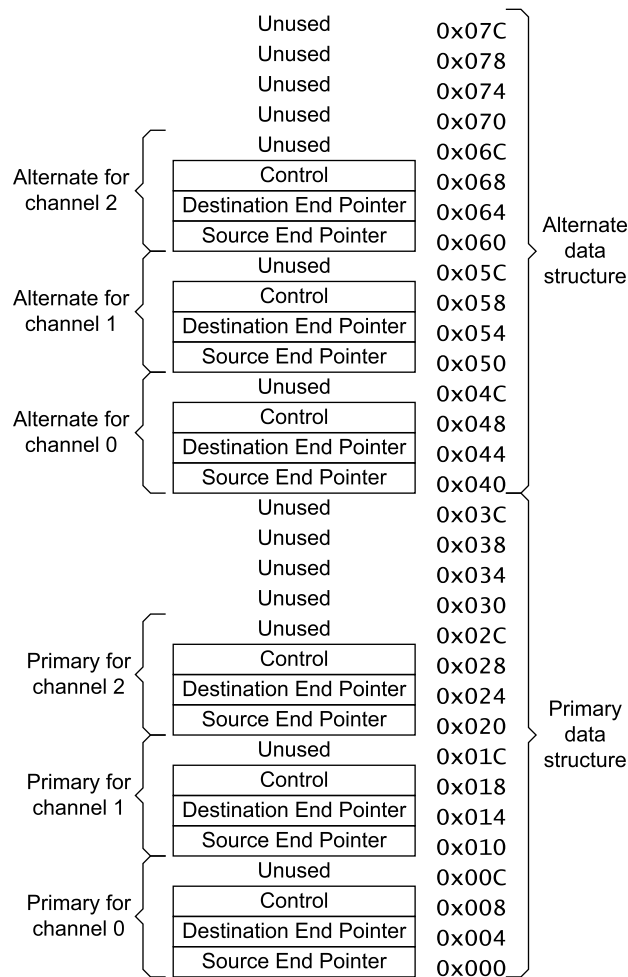 Unused 0x07C
Unused 0x078
Unused 0x074
Unused 0x070
Unused 0x06C
Alternate for
channel 2
Control 0x068
Destination End Pointer 0x064
Source End Pointer 0x060
Alternate
data
structure
Unused 0x05C
Alternate for
channel 1
Control 0x058
Destination End Pointer 0x054
Source End Pointer 0x050
Unused 0x04C
Alternate for
channel 0
Control 0x048
Destination End Pointer 0x044
Source End Pointer 0x040
Unused 0x03C
Unused 0x038
Unused 0x034
Unused 0x030
Unused 0x02C
Primary for
channel 2
Control 0x028
Destination End Pointer 0x024
Source End Pointer 0x020
Primary
data
structure
Unused 0x01C
Primary for
channel 1
Control 0x018
Destination End Pointer 0x014
Source End Pointer 0x010
Unused 0x00C
Primary for
channel 0
Control 0x008
Destination End Pointer 0x004
Source End Pointer 0x000